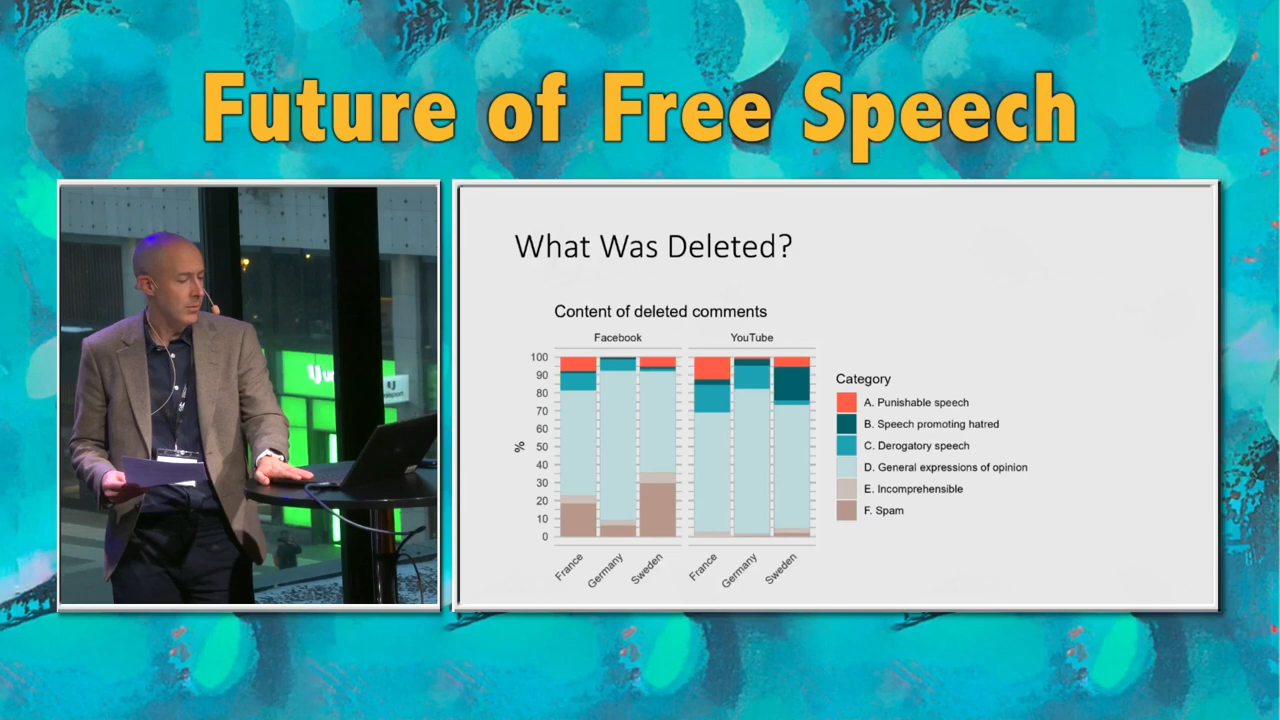 Future of Free Speech
What Was Deleted?
Content of deleted comments
Facebook
YouTube
%
100
90
80
70
60
50
40
30
20
10
0
France
Germany
Sweden
France
Germany
Sweden
Category
A. Punishable speech
B. Speech promoting hatred
C. Derogatory speech
D. General expressions of opinion
E. Incomprehensible
F. Spam